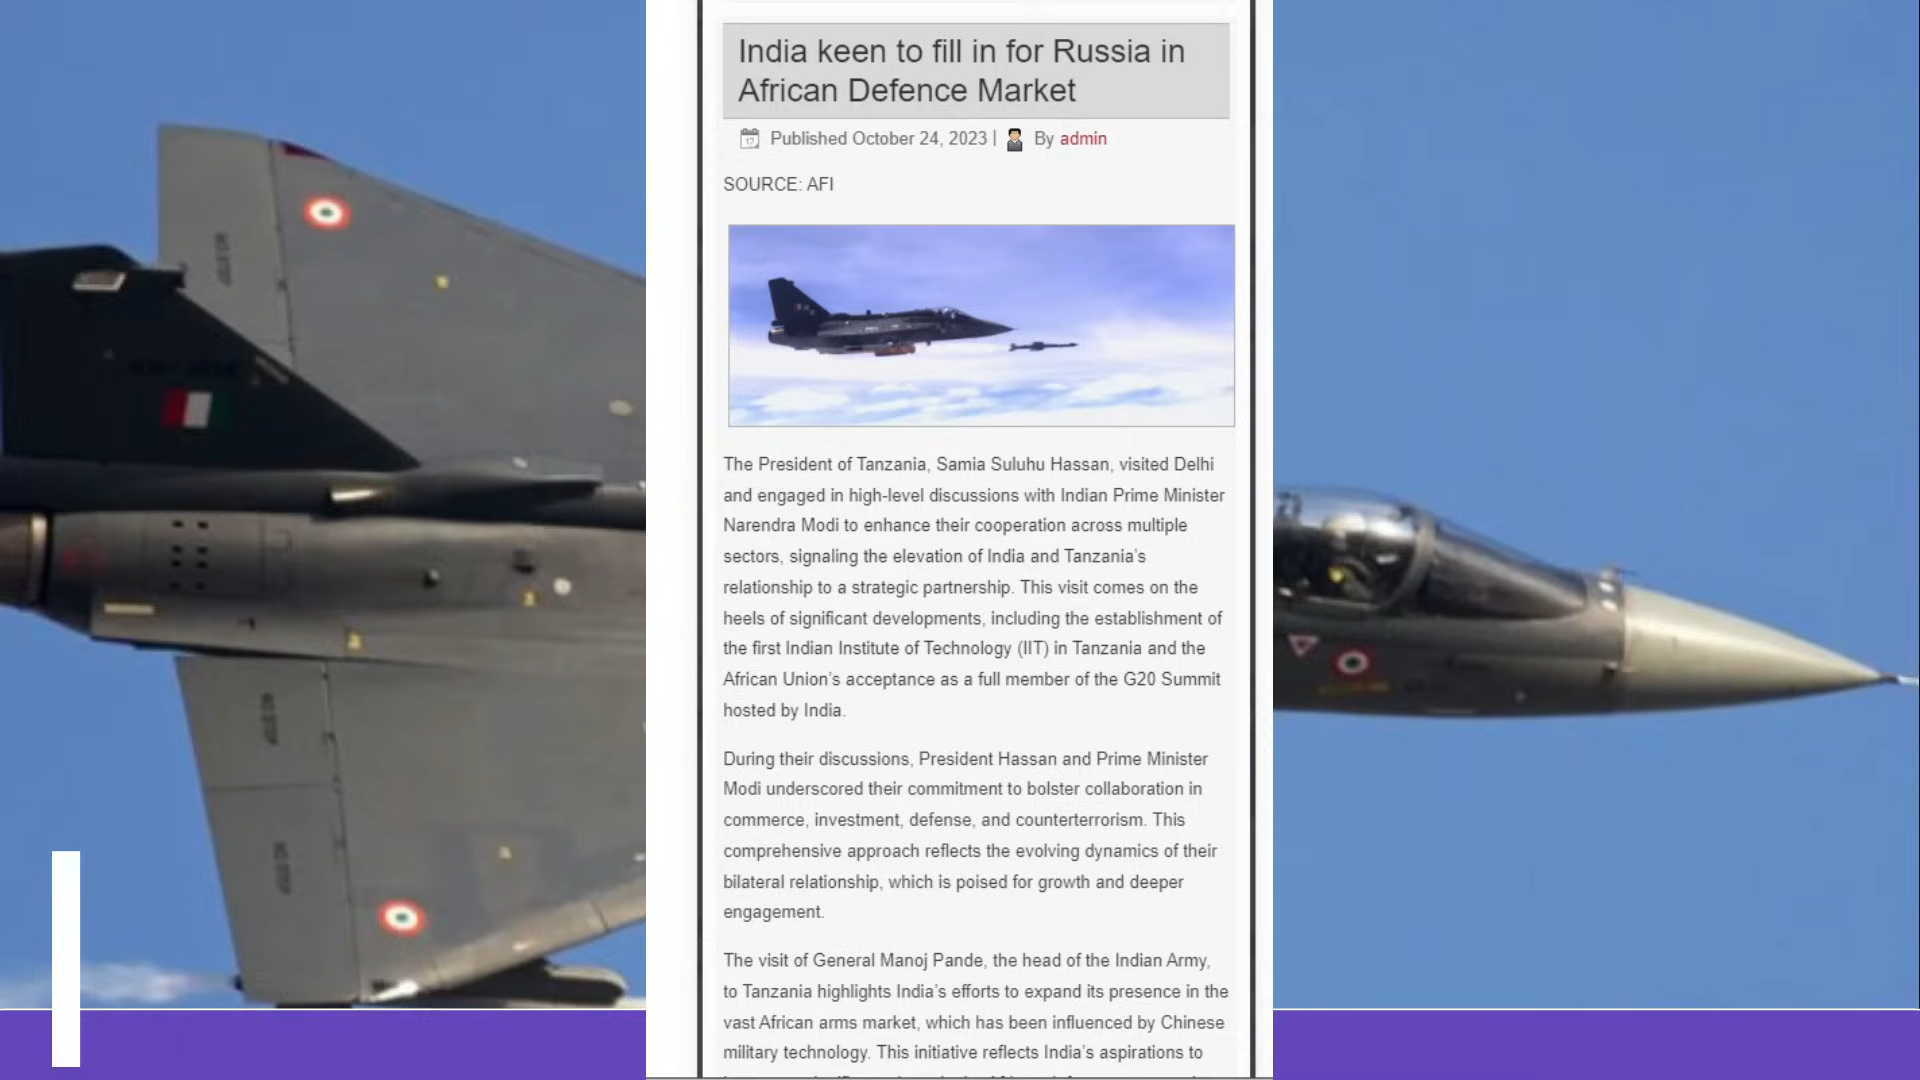 India keen to fill in for Russia in
African Defence Market
Published October 24, 2023 | By admin
SOURCE: AFI
The President of Tanzania, Samia Suluhu Hassan, visited Delhi
and engaged in high-level discussions with Indian Prime Minister
Narendra Modi to enhance their cooperation across multiple
sectors, signaling the elevation of India and Tanzania’s
relationship to a strategic partnership. This visit comes on the
heels of significant developments, including the establishment of
the first Indian Institute of Technology (IIT) in Tanzania and the
African Union’s acceptance as a full member of the G20 Summit
hosted by India.
During their discussions, President Hassan and Prime Minister
Modi underscored their commitment to bolster collaboration in
commerce, investment, defense, and counterterrorism. This
comprehensive approach reflects the evolving dynamics of their
bilateral relationship, which is poised for growth and deeper
engagement.
The visit of General Manoj Pande, the head of the Indian Army,
to Tanzania highlights India’s efforts to expand its presence in the
vast African arms market, which has been influenced by Chinese
military technology. This initiative reflects India’s aspirations to